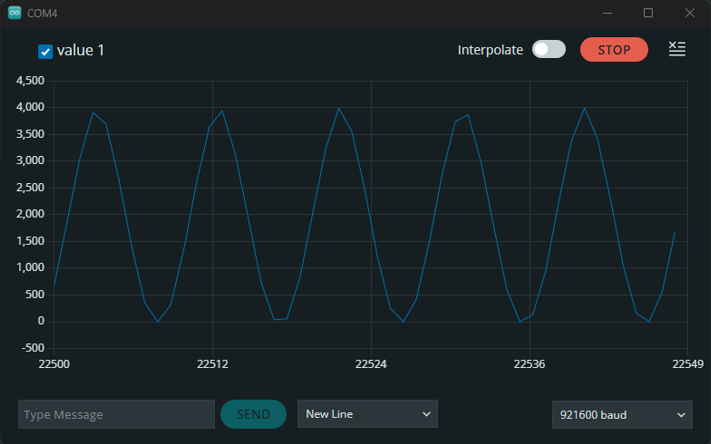 COM4
value 1
Interpolate
STOP
4,500
4,000
3,500
3,000
2,500
2,000
1,500
1,000
500
0
-500
22500 22512 22524 22536 22549
Type Message
SEND
New Line
921600 baud